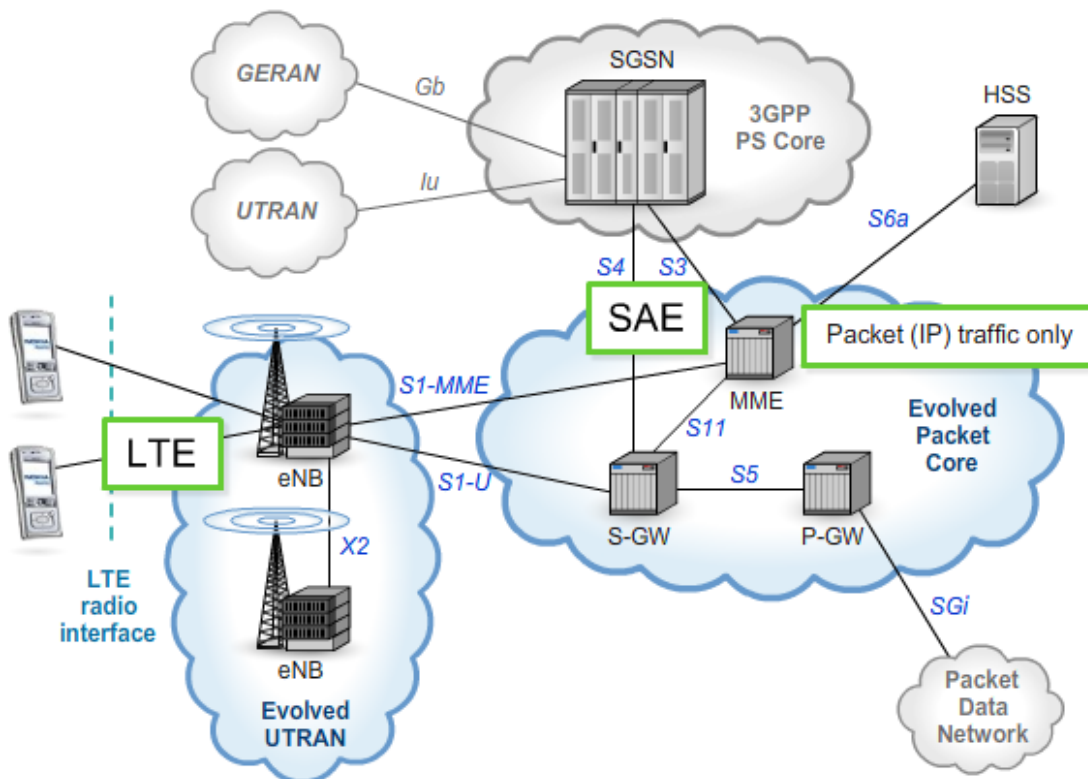 GERAN
Gb
SGSN
3GPP
PS Core
HSS
UTRAN
Iu
S6a
S4
S3
SAE
Packet (IP) traffic only
S1-MME
MME
LTE
eNB
S11
Evolved
Packet
Core
S1-U
S5
S-GW
P-GW
X2
LTE
radio
interface
SGi
eNB
Evolved
UTRAN
Packet
Data
Network